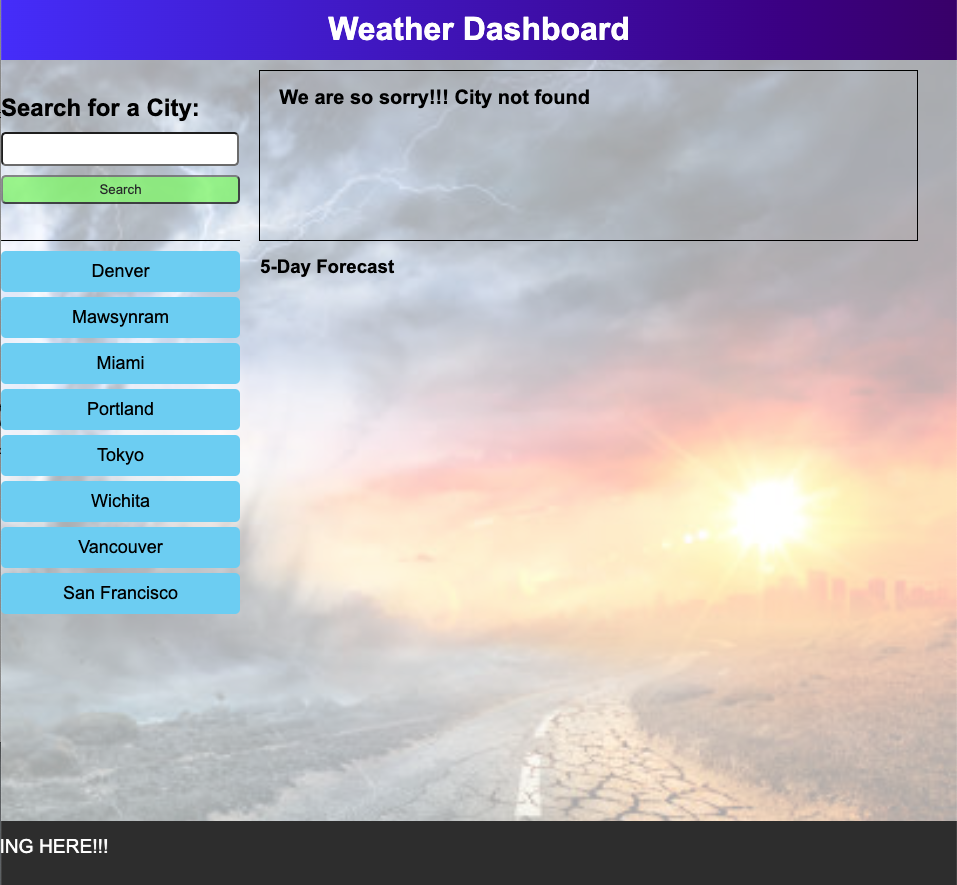 Weather Dashboard
Search for a City:
Search
Denver
Mawsynram
Miami
Portland
Tokyo
Wichita
Vancouver
San Francisco
We are so sorry!!! City not found
5-Day Forecast
ING HERE!!!